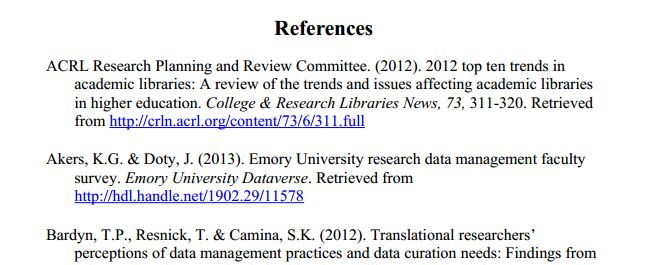 References
ACRL Research Planning and Review Committee. (2012). 2012 top ten trends in
academic libraries: A review of the trends and issues affecting academic libraries
in higher education. College & Research Libraries News, 73, 311-320. Retrieved
from http://crln.acrl.org/content/73/6/311.full
Akers, K.G. & Doty, J. (2013). Emory University research data management faculty
survey. Emory University Dataverse. Retrieved from
http://hdl.handle.net/1902.29/11578
Bardyn, T.P., Resnick, T. & Camina, S.K. (2012). Translational researchers’
perceptions of data management practices and data curation needs: Findings from